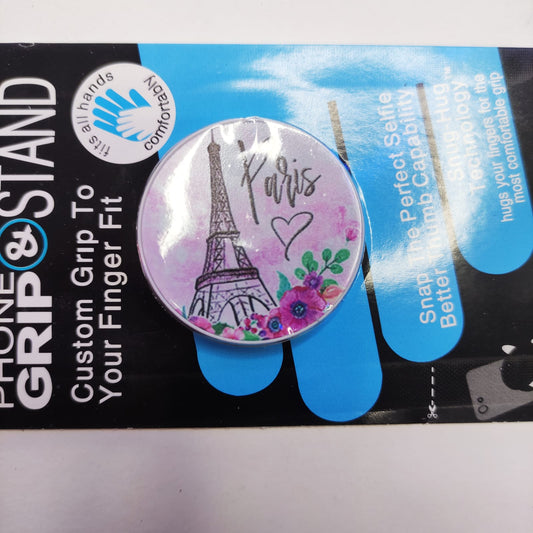 PHONE
GRIP & STAND
Custom Grip To
Your Finger Fit
fits all hands
comfortably
Paris
Snap the Perfect Selfie
Better Thumb Capability
Snug-Hug™
Technology
hugs your fingers for the
most comfortable grip